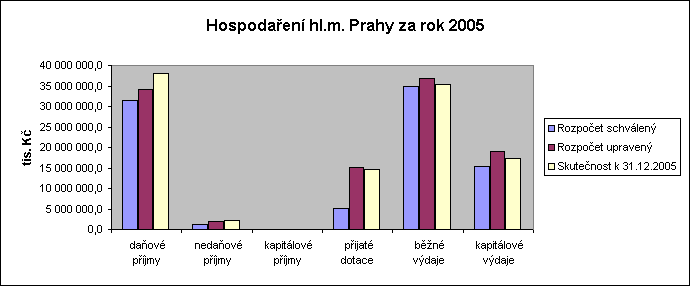 Hospodaření hl.m. Prahy za rok 2005
tis. Kč
40 000 000,0
35 000 000,0
30 000 000,0
25 000 000,0
20 000 000,0
15 000 000,0
10 000 000,0
5 000 000,0
0,0
daňové
příjmy
nedaňové
příjmy
kapitálové
příjmy
přijaté
dotace
běžné
výdaje
kapitálové
výdaje
Rozpočet schválený
Rozpočet upravený
Skutečnost k 31.12.2005